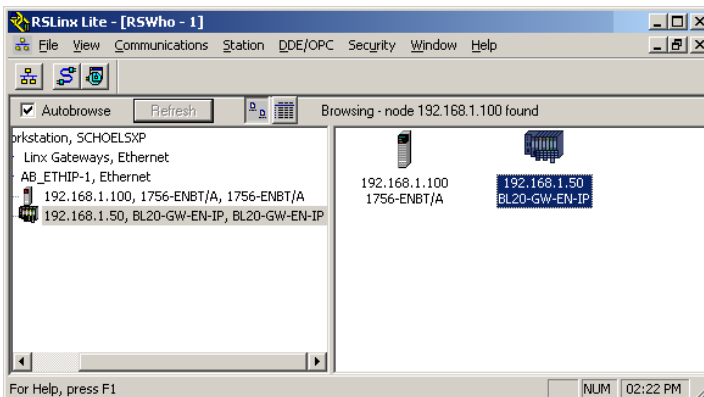 RSLinx Lite - [RSWho - 1]
File View Communications Station DDE/OPC Security Window Help
Autobrowse Refresh Browsing - node 192.168.1.100 found
orkstation, SCHOELSXP
Linx Gateways, Ethernet
AB_ETHIP-1, Ethernet
192.168.1.100, 1756-ENBT/A, 1756-ENBT/A
192.168.1.50, BL20-GW-EN-IP, BL20-GW-EN-IP
192.168.1.100
1756-ENBT/A
192.168.1.50
BL20-GW-EN-IP
For Help, press F1 NUM 02:22 PM